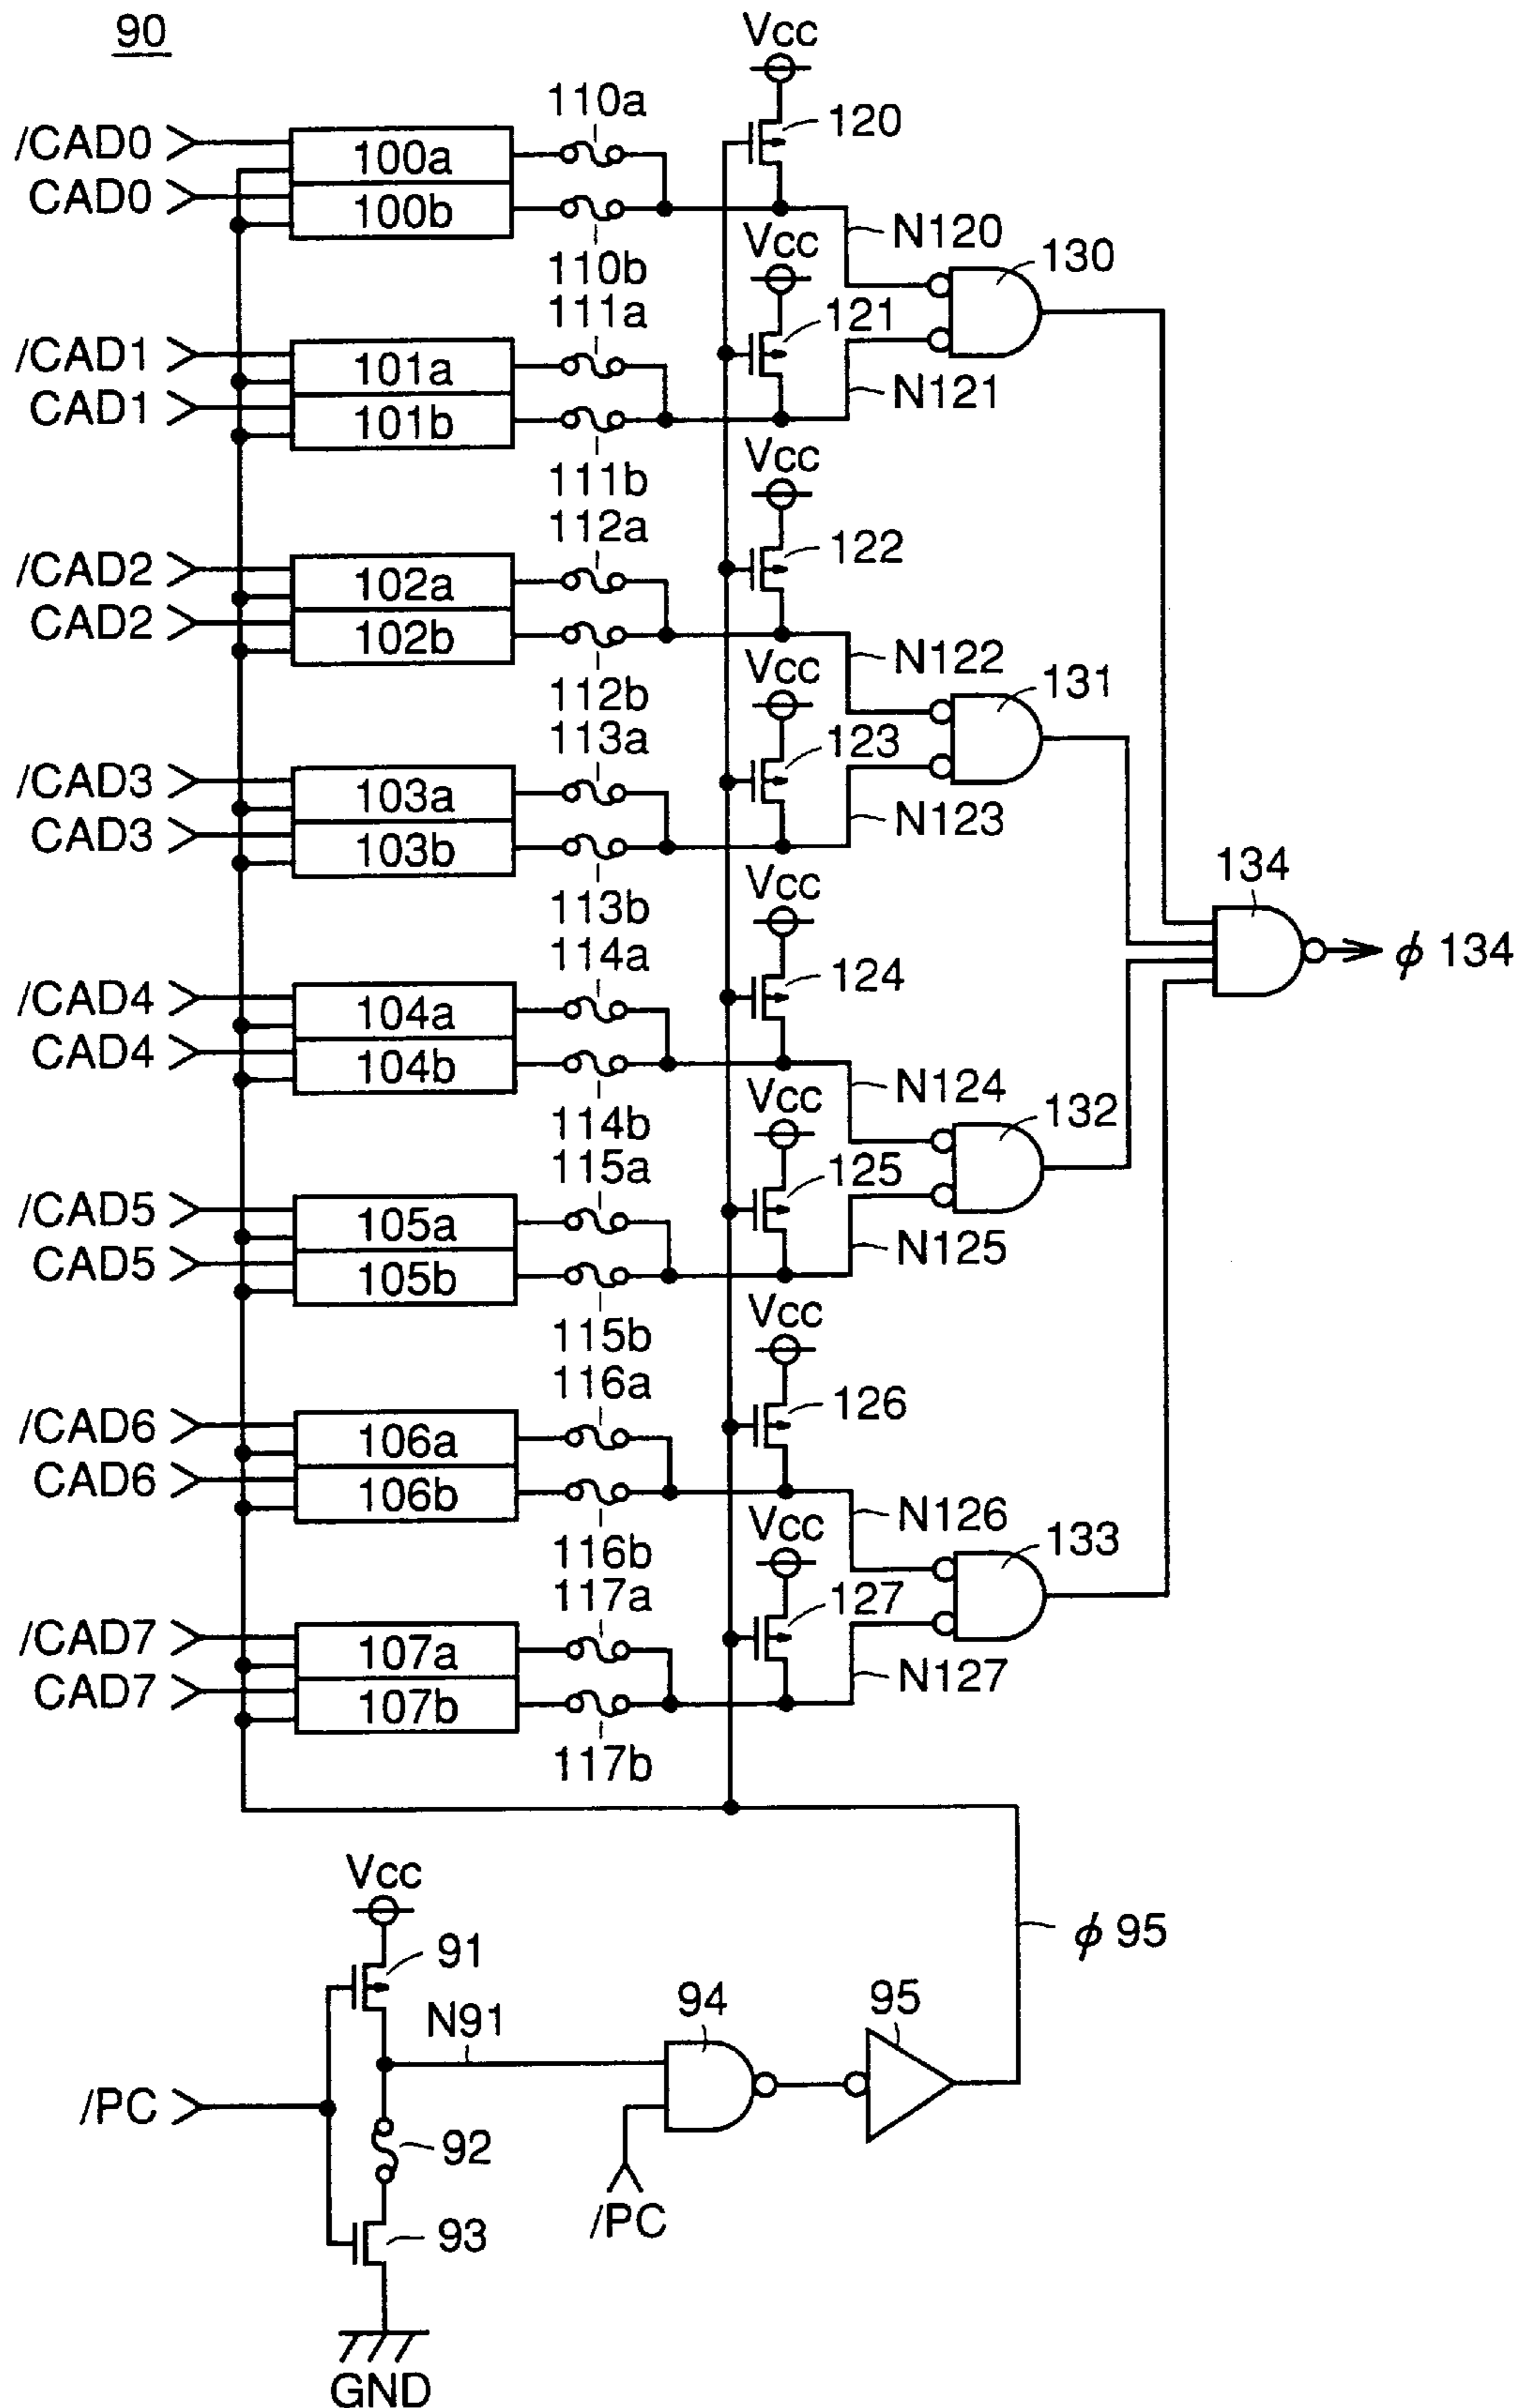 90
Vcc
110a
120
/CAD0
100a
CAD0
100b
N120
110b
Vcc
130
111a
121
/CAD1
101a
CAD1
101b
N121
111b
Vcc
112a
122
/CAD2
102a
CAD2
102b
N122
112b
Vcc
131
113a
123
/CAD3
103a
CAD3
103b
N123
113b
Vcc
134
114a
124
φ 134
/CAD4
104a
CAD4
104b
N124
114b
Vcc
132
115a
125
/CAD5
105a
CAD5
105b
N125
115b
Vcc
116a
126
/CAD6
106a
CAD6
106b
N126
116b
Vcc
133
117a
127
/CAD7
107a
CAD7
107b
N127
117b
Vcc
φ 95
91
94
95
N91
/PC
92
/PC
93
GND